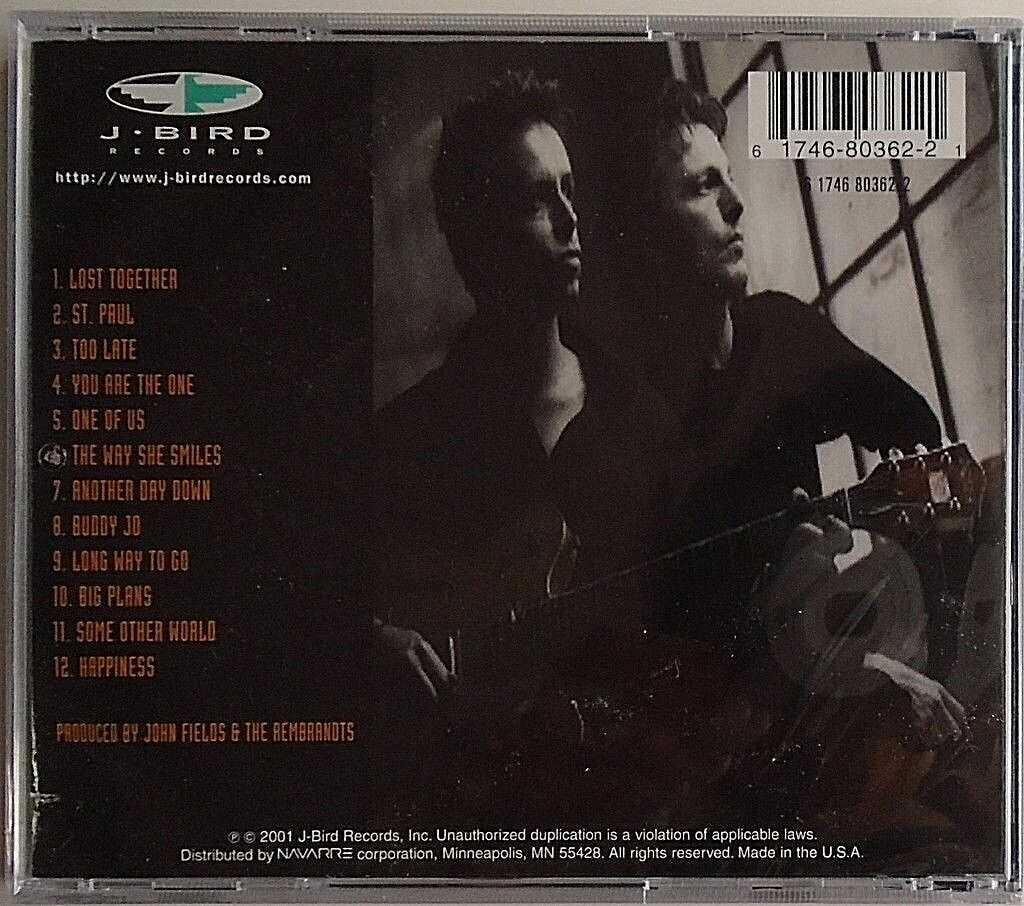 J·BIRD
RECORDS
http://www.j-birdrecords.com
6 1746-80362-2 1
6 1746 80362 2
1. LOST TOGETHER
2. ST. PAUL
3. TOO LATE
4. YOU ARE THE ONE
5. ONE OF US
6. THE WAY SHE SMILES
7. ANOTHER DAY DOWN
8. BUDDY JO
9. LONG WAY TO GO
10. BIG PLANS
11. SOME OTHER WORLD
12. HAPPINESS
PRODUCED BY JOHN FIELDS & THE REMBRANDTS
℗ © 2001 J-Bird Records, Inc. Unauthorized duplication is a violation of applicable laws.
Distributed by NAVARRE corporation, Minneapolis, MN 55428. All rights reserved. Made in the U.S.A.